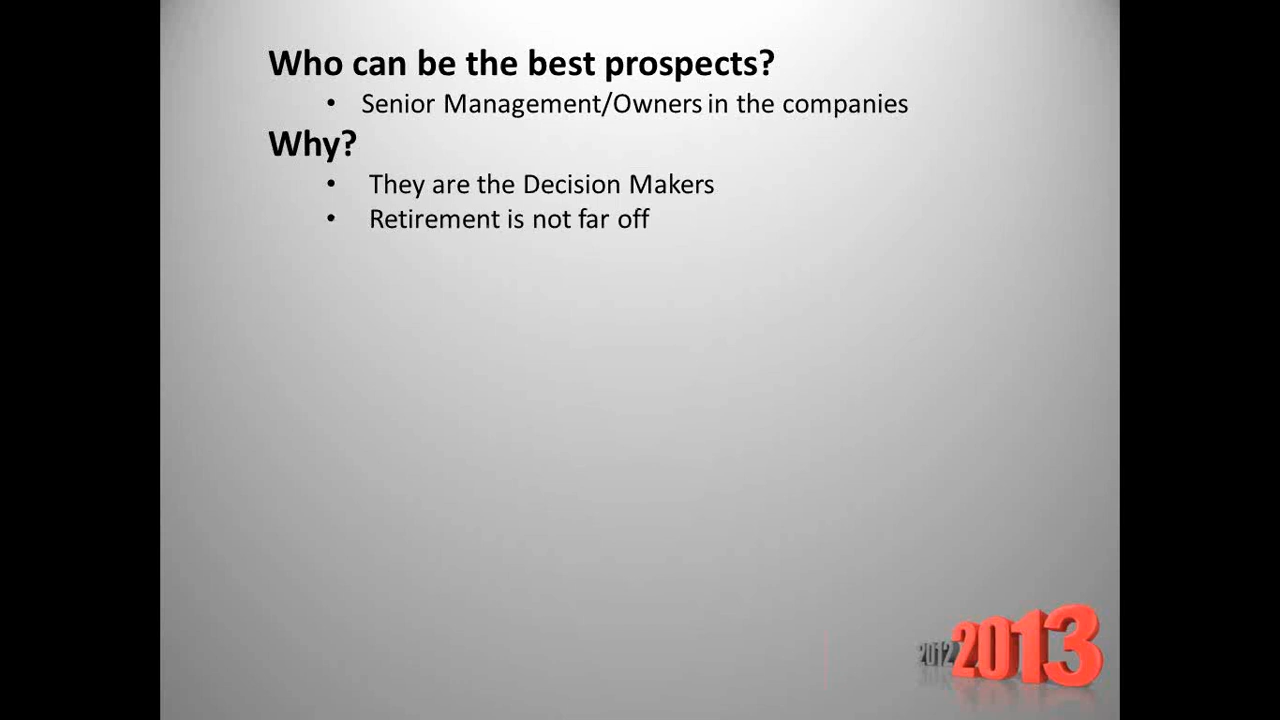 Who can be the best prospects?
• Senior Management/Owners in the companies
Why?
• They are the Decision Makers
• Retirement is not far off
2012 2013